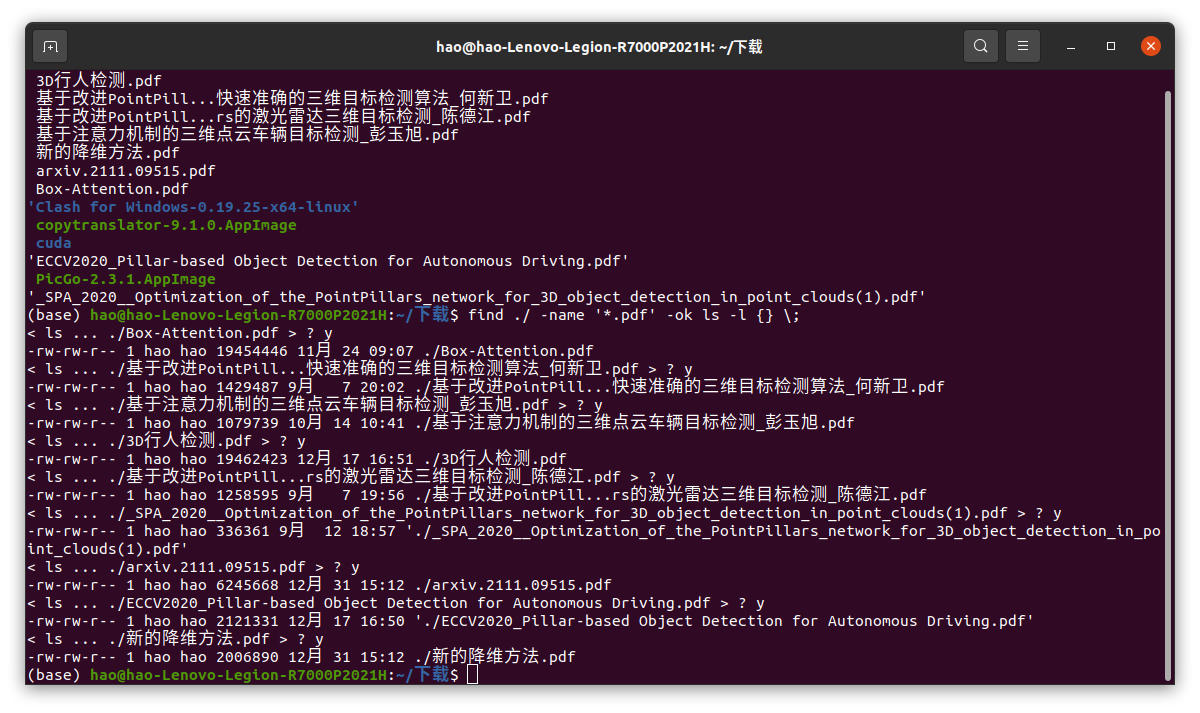 hao@hao-Lenovo-Legion-R7000P2021H: ~/下载
3D行人检测.pdf
基于改进PointPill...快速准确的三维目标检测算法_何新卫.pdf
基于改进PointPill...rs的激光雷达三维目标检测_陈德江.pdf
基于注意力机制的三维点云车辆目标检测_彭玉旭.pdf
新的降维方法.pdf
arxiv.2111.09515.pdf
Box-Attention.pdf
'Clash for Windows-0.19.25-x64-linux'
copytranslator-9.1.0.AppImage
cuda
'ECCV2020_Pillar-based Object Detection for Autonomous Driving.pdf'
PicGo-2.3.1.AppImage
'_SPA_2020__Optimization_of_the_PointPillars_network_for_3D_object_detection_in_point_clouds(1).pdf'
(base) hao@hao-Lenovo-Legion-R7000P2021H:~/下载$ find ./ -name '*.pdf' -ok ls -l {} \;
< ls ... ./Box-Attention.pdf > ? y
-rw-rw-r-- 1 hao hao 19454446 11月 24 09:07 ./Box-Attention.pdf
< ls ... ./基于改进PointPill...快速准确的三维目标检测算法_何新卫.pdf > ? y
-rw-rw-r-- 1 hao hao 1429487 9月   7 20:02 ./基于改进PointPill...快速准确的三维目标检测算法_何新卫.pdf
< ls ... ./基于注意力机制的三维点云车辆目标检测_彭玉旭.pdf > ? y
-rw-rw-r-- 1 hao hao 1079739 10月 14 10:41 ./基于注意力机制的三维点云车辆目标检测_彭玉旭.pdf
< ls ... ./3D行人检测.pdf > ? y
-rw-rw-r-- 1 hao hao 19462423 12月 17 16:51 ./3D行人检测.pdf
< ls ... ./基于改进PointPill...rs的激光雷达三维目标检测_陈德江.pdf > ? y
-rw-rw-r-- 1 hao hao 1258595 9月   7 19:56 ./基于改进PointPill...rs的激光雷达三维目标检测_陈德江.pdf
< ls ... ./_SPA_2020__Optimization_of_the_PointPillars_network_for_3D_object_detection_in_point_clouds(1).pdf > ? y
-rw-rw-r-- 1 hao hao 336361 9月  12 18:57 './_SPA_2020__Optimization_of_the_PointPillars_network_for_3D_object_detection_in_po
int_clouds(1).pdf'
< ls ... ./arxiv.2111.09515.pdf > ? y
-rw-rw-r-- 1 hao hao 6245668 12月 31 15:12 ./arxiv.2111.09515.pdf
< ls ... ./ECCV2020_Pillar-based Object Detection for Autonomous Driving.pdf > ? y
-rw-rw-r-- 1 hao hao 2121331 12月 17 16:50 './ECCV2020_Pillar-based Object Detection for Autonomous Driving.pdf'
< ls ... ./新的降维方法.pdf > ? y
-rw-rw-r-- 1 hao hao 2006890 12月 31 15:12 ./新的降维方法.pdf
(base) hao@hao-Lenovo-Legion-R7000P2021H:~/下载$